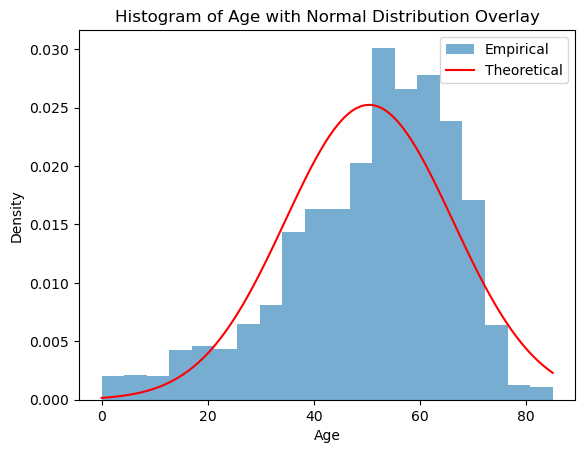 Histogram of Age with Normal Distribution Overlay
Empirical
Theoretical
0.030
0.025
0.020
0.015
0.010
0.005
0.000
Density
0 20 40 60 80
Age